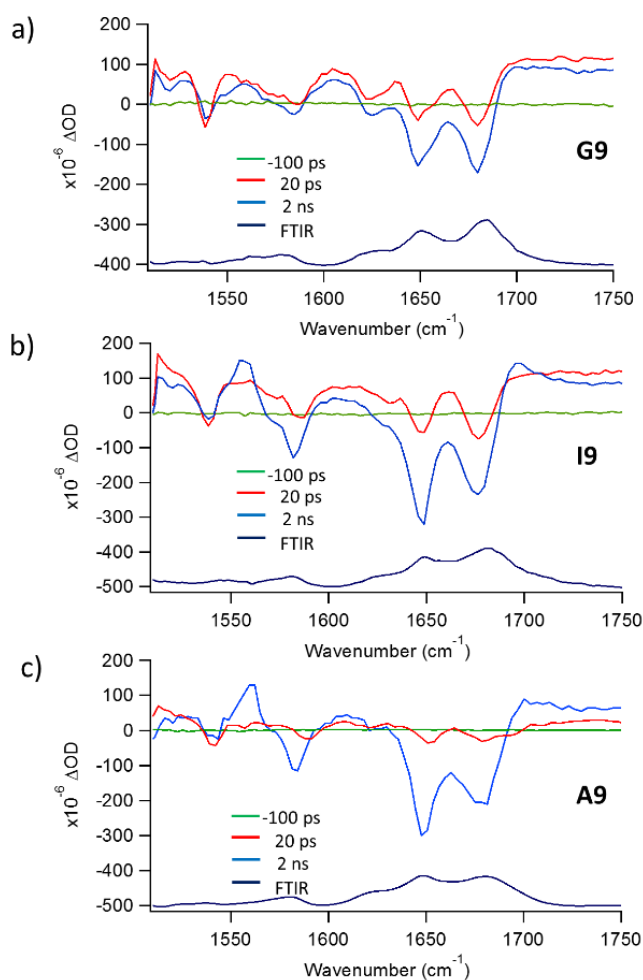 a)
200
100
0
-100
-200
-300
-400
x10⁻⁶ ΔOD
-100 ps
20 ps
2 ns
FTIR
G9
1550 1600 1650 1700 1750
Wavenumber (cm⁻¹)
b)
200
100
0
-100
-200
-300
-400
-500
x10⁻⁶ ΔOD
-100 ps
20 ps
2 ns
FTIR
I9
1550 1600 1650 1700 1750
Wavenumber (cm⁻¹)
c)
200
100
0
-100
-200
-300
-400
-500
x10⁻⁶ ΔOD
-100 ps
20 ps
2 ns
FTIR
A9
1550 1600 1650 1700 1750
Wavenumber (cm⁻¹)